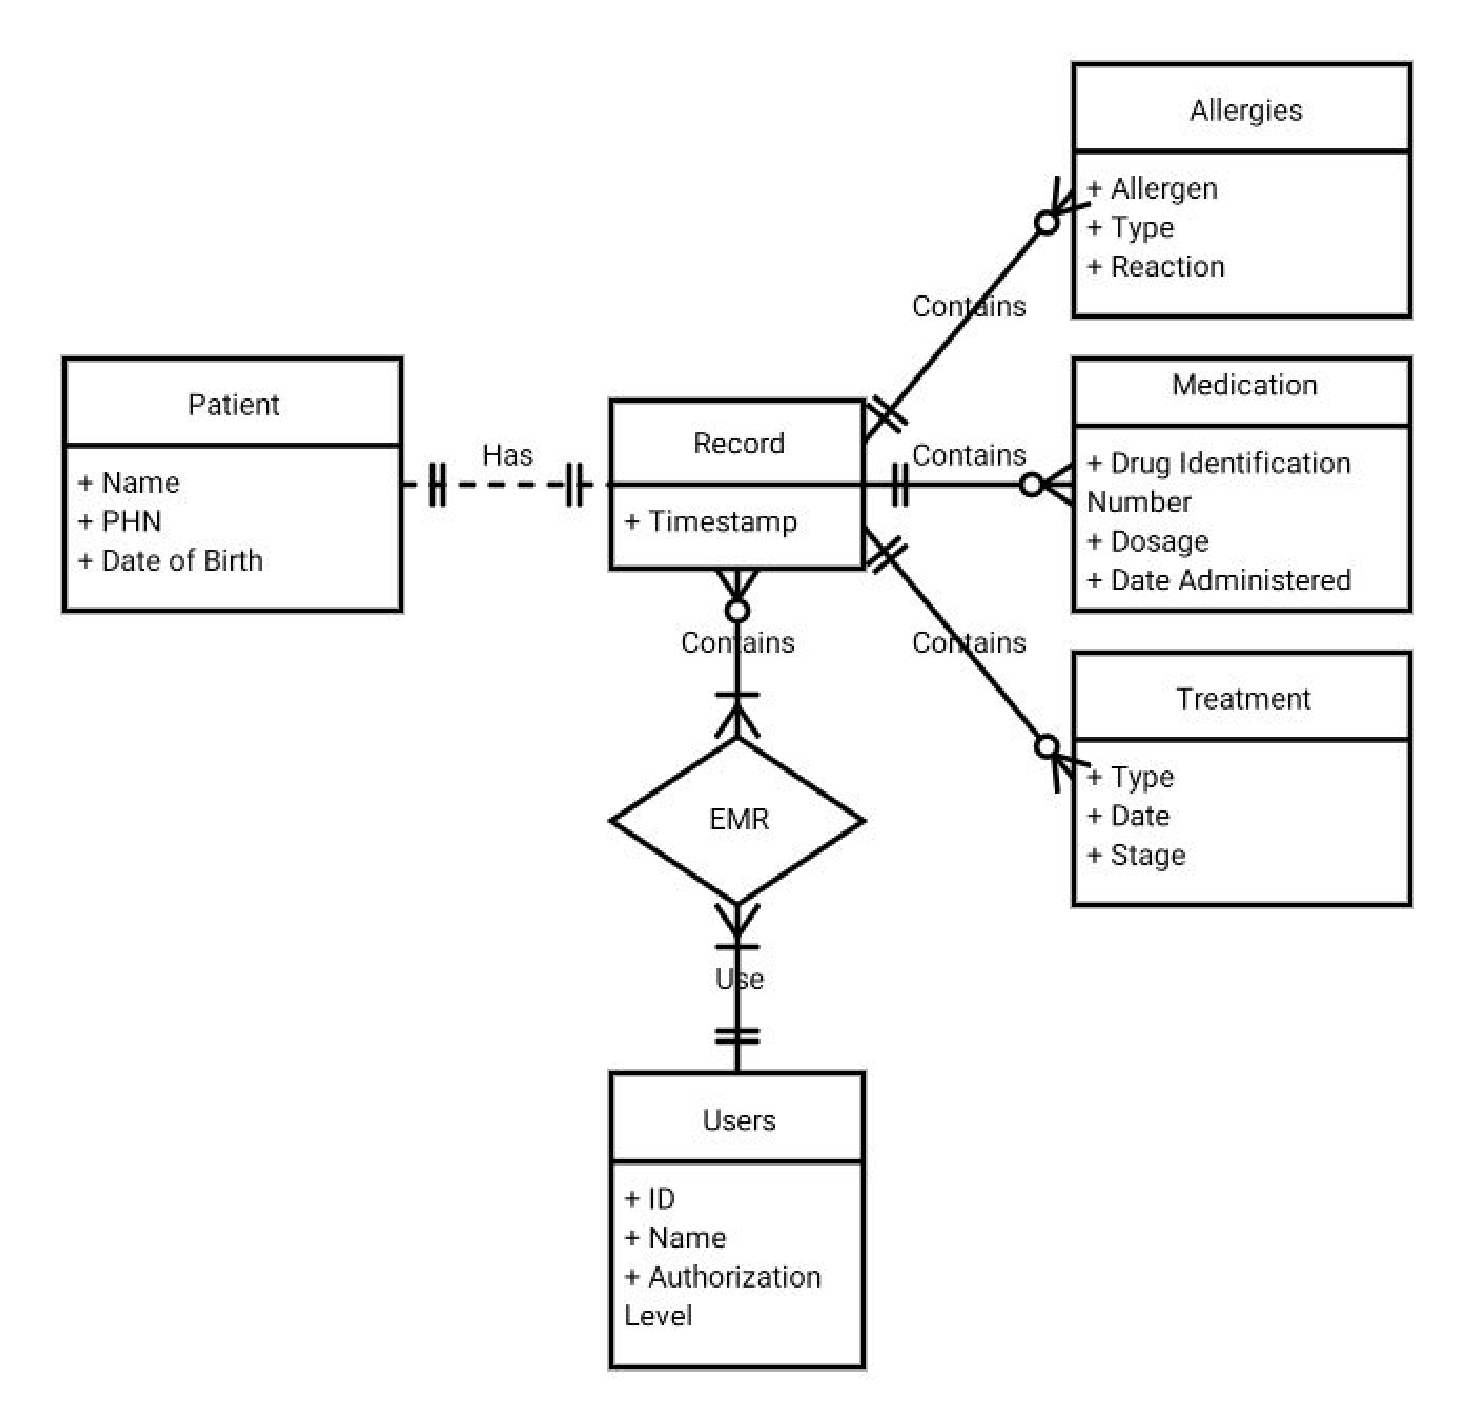 Allergies
+ Allergen
+ Type
+ Reaction
Contains
Patient
+ Name
+ PHN
+ Date of Birth
Has
Record
+ Timestamp
Contains
Medication
+ Drug Identification
Number
+ Dosage
+ Date Administered
Contains
Contains
Treatment
+ Type
+ Date
+ Stage
EMR
Use
Users
+ ID
+ Name
+ Authorization
Level